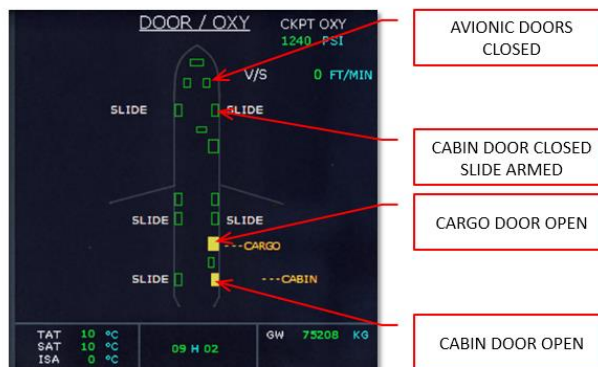 DOOR / OXY
CKPT OXY
1240 PSI
AVIONIC DOORS
CLOSED
V/S 0 FT/MIN
SLIDE SLIDE
CABIN DOOR CLOSED
SLIDE ARMED
CARGO DOOR OPEN
SLIDE SLIDE
---CARGO
SLIDE ---CABIN
CABIN DOOR OPEN
TAT 10 °C
SAT 10 °C
ISA 0 °C
09 H 02
GW 75208 KG